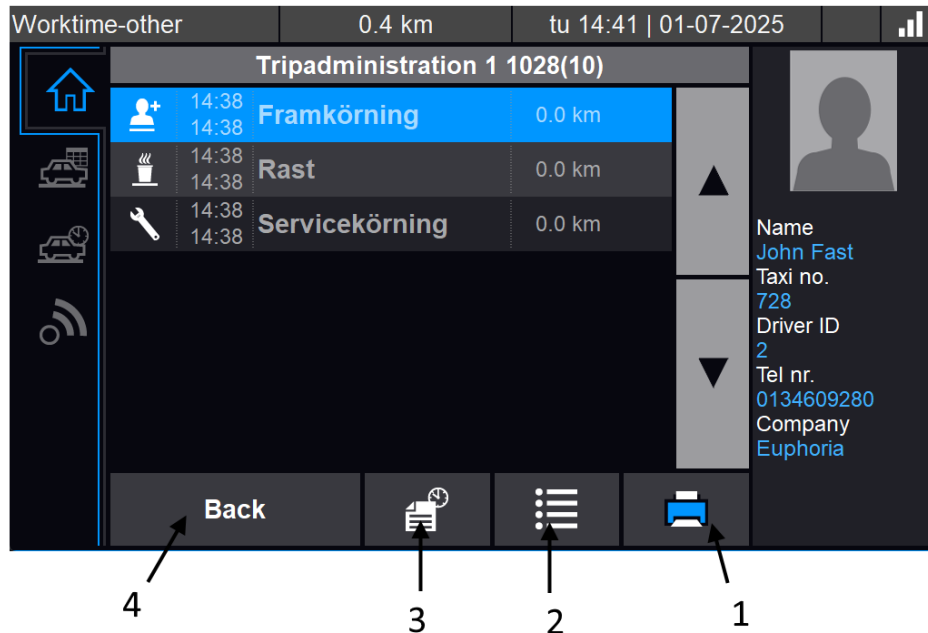 Worktime-other 0.4 km tu 14:41 | 01-07-2025
Tripadministration 1 1028(10)
14:38
14:38
Framkörning 0.0 km
14:38
14:38
Rast 0.0 km
14:38
14:38
Servicekörning 0.0 km
Name
John Fast
Taxi no.
728
Driver ID
2
Tel nr.
0134609280
Company
Euphoria
Back
4 3 2 1